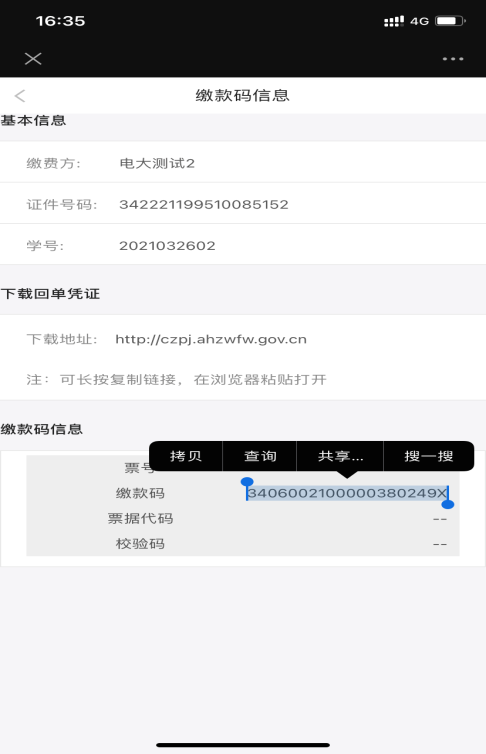 16:35
4G
缴款码信息
基本信息
缴费方: 电大测试2
证件号码: 342221199510085152
学号: 2021032602
下载回单凭证
下载地址: http://czpj.ahzwfw.gov.cn
注：可长按复制链接，在浏览器粘贴打开
缴款码信息
拷贝 查询 共享... 搜一搜
票号
缴款码 3406002100000380249X
票据代码 --
校验码 --